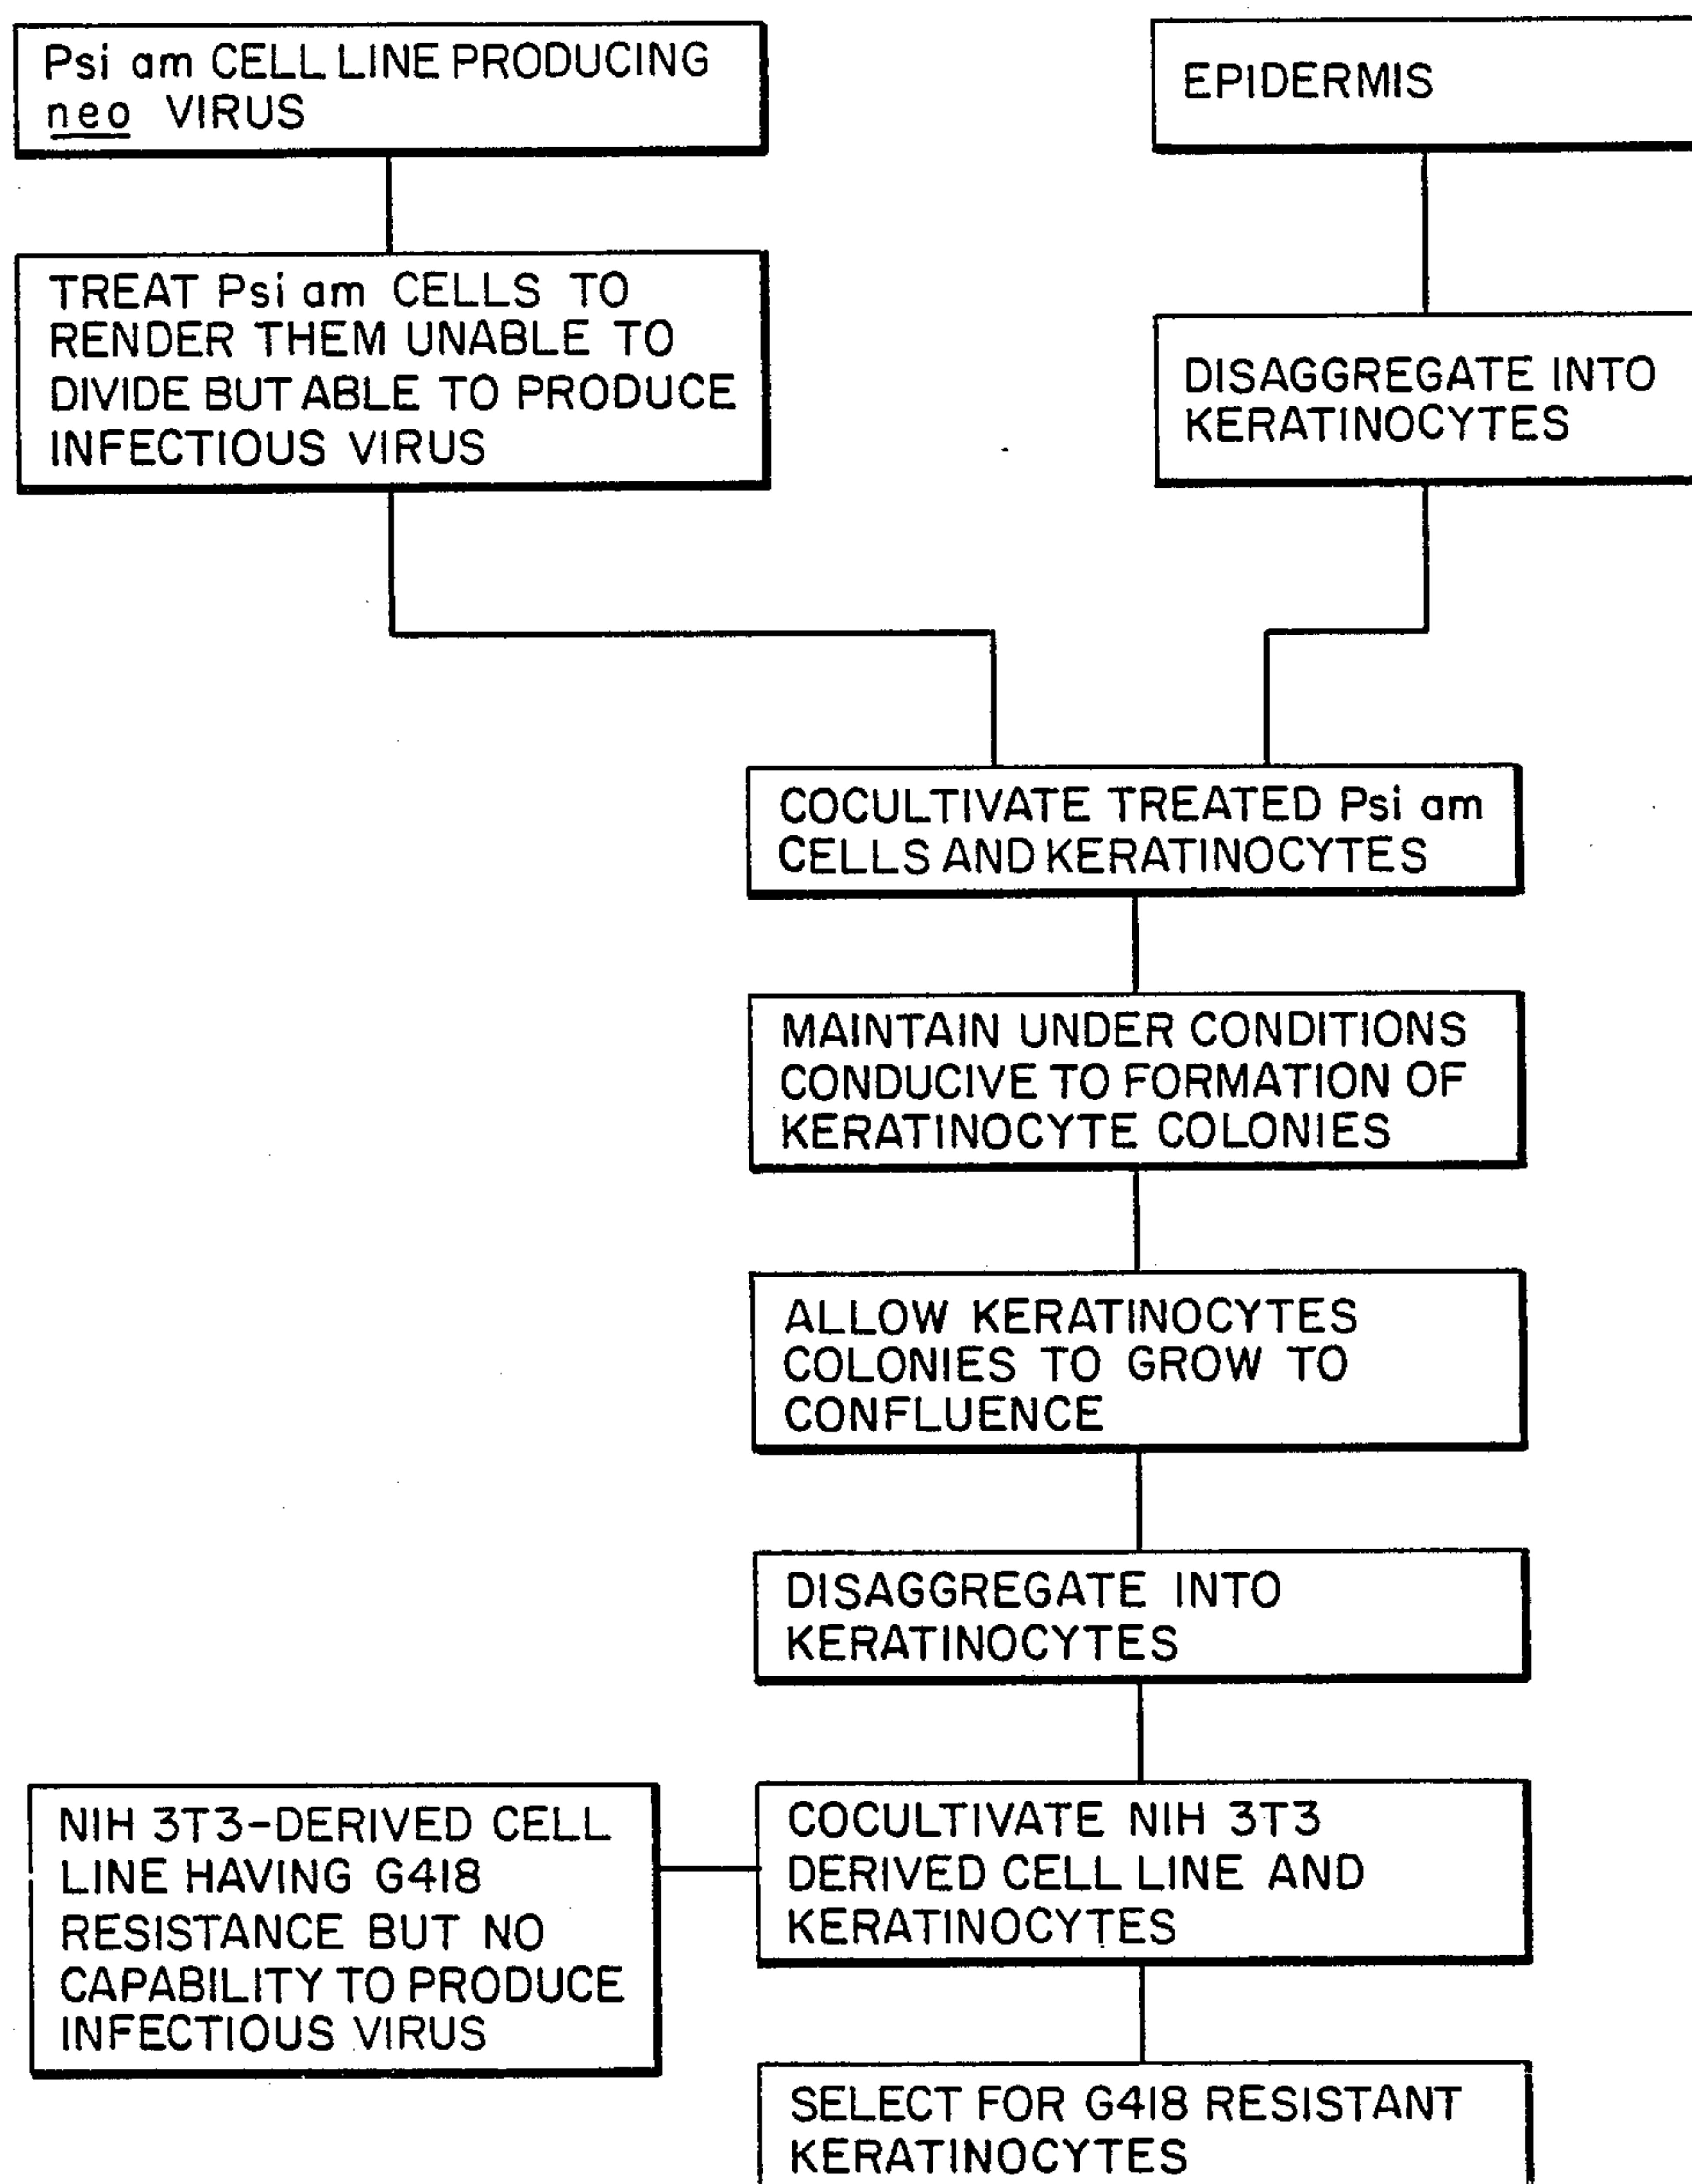 Psi am CELL LINE PRODUCING
neo VIRUS
EPIDERMIS
TREAT Psi am CELLS TO
RENDER THEM UNABLE TO
DIVIDE BUT ABLE TO PRODUCE
INFECTIOUS VIRUS
DISAGGREGATE INTO
KERATINOCYTES
COCULTIVATE TREATED Psi am
CELLS AND KERATINOCYTES
MAINTAIN UNDER CONDITIONS
CONDUCIVE TO FORMATION OF
KERATINOCYTE COLONIES
ALLOW KERATINOCYTES
COLONIES TO GROW TO
CONFLUENCE
DISAGGREGATE INTO
KERATINOCYTES
NIH 3T3-DERIVED CELL
LINE HAVING G418
RESISTANCE BUT NO
CAPABILITY TO PRODUCE
INFECTIOUS VIRUS
COCULTIVATE NIH 3T3
DERIVED CELL LINE AND
KERATINOCYTES
SELECT FOR G418 RESISTANT
KERATINOCYTES